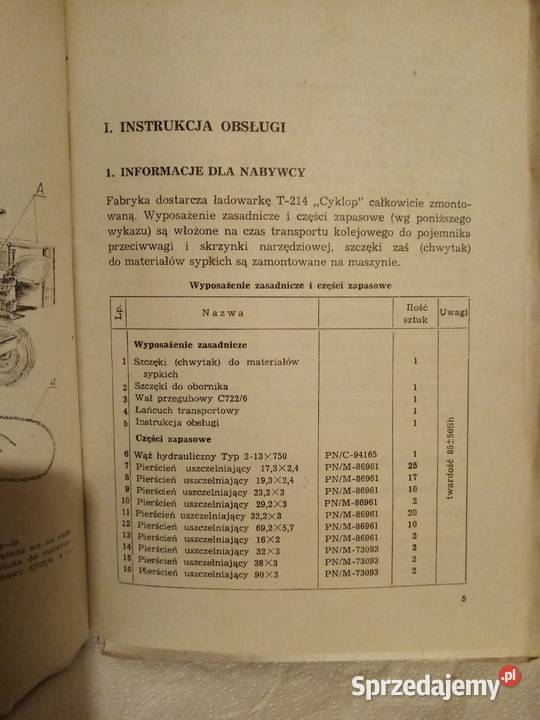 A
4
I. INSTRUKCJA OBSŁUGI
1. INFORMACJE DLA NABYWCY
Fabryka dostarcza ładowarkę T-214 „Cyklop” całkowicie zmonto-
waną. Wyposażenie zasadnicze i części zapasowe (wg poniższego
wykazu) są włożone na czas transportu kolejowego do pojemnika
przeciwwagi i skrzynki narzędziowej, szczęki zaś (chwytak)
do materiałów sypkich są zamontowane na maszynie.
Wyposażenie zasadnicze i części zapasowe
Lp. Nazwa Ilość sztuk Uwagi
Wyposażenie zasadnicze
1 Szczęki (chwytak) do materiałów 1
sypkich
2 Szczęki do obornika 1
3 Wał przegubowy C722/6 1
4 Łańcuch transportowy 1
5 Instrukcja obsługi 1
Części zapasowe
6 Wąż hydrauliczny Typ 2-13×750 PN/C-94165 1
7 Pierścień uszczelniający 17,3×2,4 PN/M-86961 25
8 Pierścień uszczelniający 19,3×2,4 PN/M-86961 17
9 Pierścień uszczelniający 23,2×3 PN/M-86961 10
10 Pierścień uszczelniający 29,2×3 PN/M-86961 2
11 Pierścień uszczelniający 32,2×3 PN/M-86961 20
12 Pierścień uszczelniający 69,2×5,7 PN/M-86961 10
13 Pierścień uszczelniający 16×2 PN/M-86961 2
14 Pierścień uszczelniający 32×3 PN/M-73093 2
15 Pierścień uszczelniający 38×3 PN/M-73093 2
16 Pierścień uszczelniający 90×3 PN/M-73093 2
twardość 85±50Sh
5
Sprzedajemy.pl